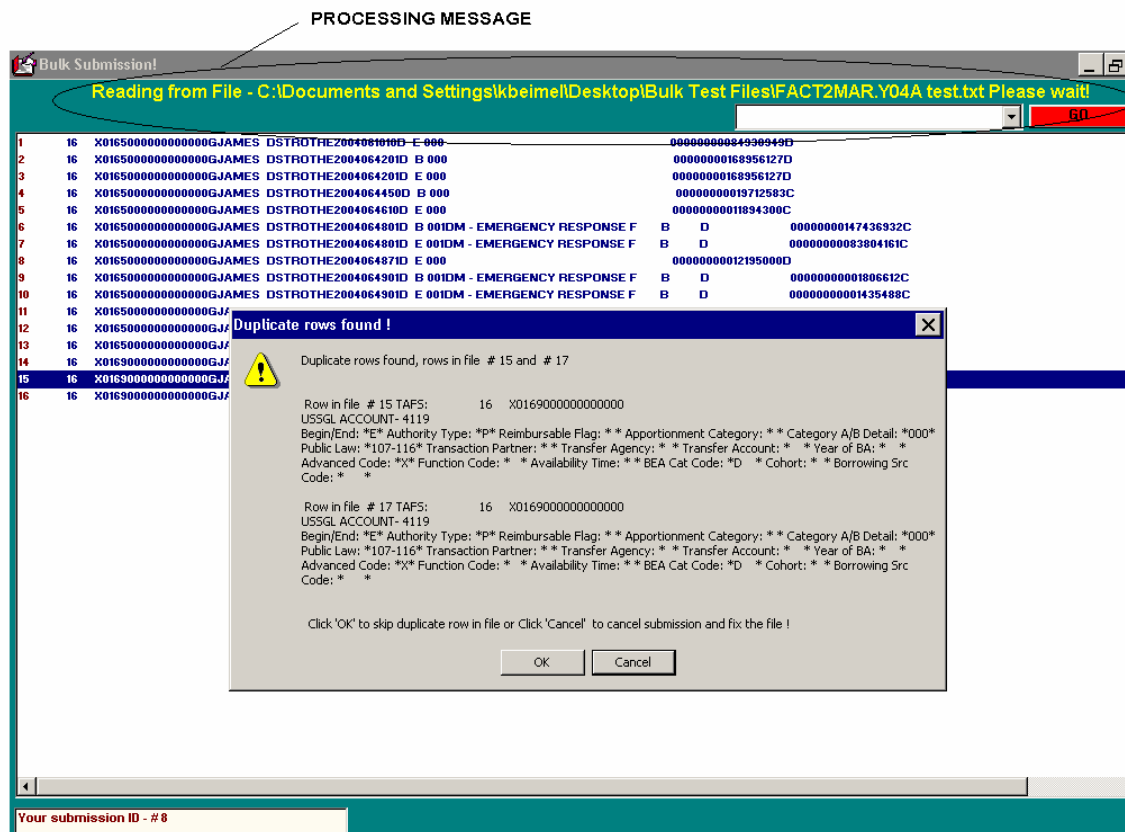 PROCESSING MESSAGE
Bulk Submission!
Reading from File - C:\Documents and Settings\kbeimel\Desktop\Bulk Test Files\FACT2MAR.Y04A test.txt Please wait!
GO
1 16 X0165000000000000GJAMES DSTROTHE2004061010D E 000 00000000084930949D
2 16 X0165000000000000GJAMES DSTROTHE2004064201D B 000 00000000168956127D
3 16 X0165000000000000GJAMES DSTROTHE2004064201D E 000 00000000168956127D
4 16 X0165000000000000GJAMES DSTROTHE2004064450D B 000 00000000019712583C
5 16 X0165000000000000GJAMES DSTROTHE2004064610D E 000 00000000011894300C
6 16 X0165000000000000GJAMES DSTROTHE2004064801D B 001DM - EMERGENCY RESPONSE F B D 00000000147436932C
7 16 X0165000000000000GJAMES DSTROTHE2004064801D E 001DM - EMERGENCY RESPONSE F B D 00000000083804161C
8 16 X0165000000000000GJAMES DSTROTHE2004064871D E 000 00000000012195000D
9 16 X0165000000000000GJAMES DSTROTHE2004064901D B 001DM - EMERGENCY RESPONSE F B D 00000000001806612C
10 16 X0165000000000000GJAMES DSTROTHE2004064901D E 001DM - EMERGENCY RESPONSE F B D 00000000001435488C
11 16 X0165000000000000GJA
12 16 X0165000000000000GJA
13 16 X0165000000000000GJA
14 16 X0169000000000000GJA
15 16 X0169000000000000GJA
16 16 X0169000000000000GJA
Duplicate rows found !
Duplicate rows found, rows in file # 15 and # 17
Row in file # 15 TAFS: 16 X0169000000000000
USSGL ACCOUNT- 4119
Begin/End: *E* Authority Type: *P* Reimbursable Flag: * * Apportionment Category: * * Category A/B Detail: *000*
Public Law: *107-116* Transaction Partner: * * Transfer Agency: * * Transfer Account: * * Year of BA: * *
Advanced Code: *X* Function Code: * * Availability Time: * * BEA Cat Code: *D * Cohort: * * Borrowing Src
Code: * *
Row in file # 17 TAFS: 16 X0169000000000000
USSGL ACCOUNT- 4119
Begin/End: *E* Authority Type: *P* Reimbursable Flag: * * Apportionment Category: * * Category A/B Detail: *000*
Public Law: *107-116* Transaction Partner: * * Transfer Agency: * * Transfer Account: * * Year of BA: * *
Advanced Code: *X* Function Code: * * Availability Time: * * BEA Cat Code: *D * Cohort: * * Borrowing Src
Code: * *
Click 'OK' to skip duplicate row in file or Click 'Cancel' to cancel submission and fix the file !
OK Cancel
Your submission ID - # 8